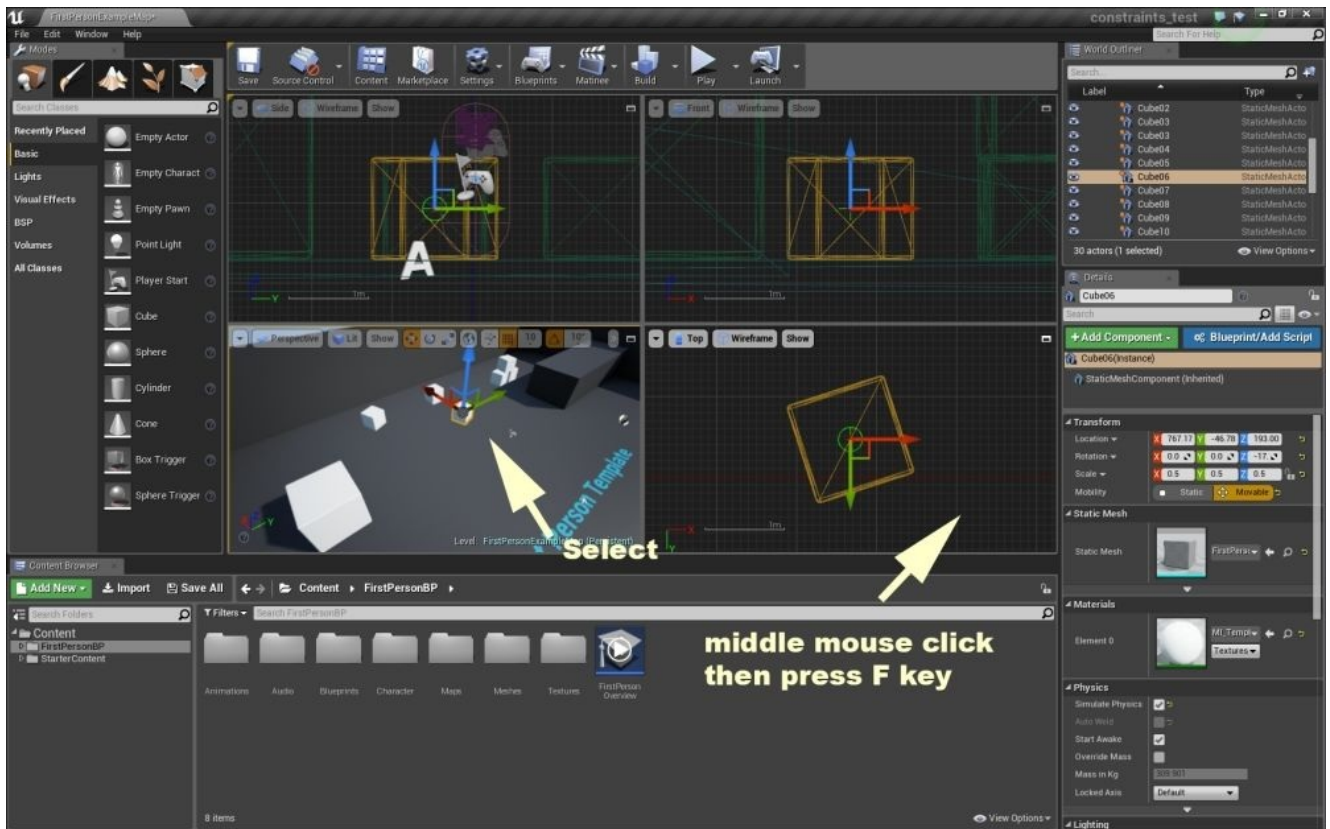 FirstPersonExampleMap*
constraints_test
File Edit Window Help
Search For Help
Modes
Save Source Control Content Marketplace Settings Blueprints Matinee Build Play Launch
World Outliner
Search Classes
Search...
Label Type
Recently Placed
Basic
Lights
Visual Effects
BSP
Volumes
All Classes
Empty Actor
Empty Charact
Empty Pawn
Point Light
Player Start
Cube
Sphere
Cylinder
Cone
Box Trigger
Sphere Trigger
Side Wireframe Show
Front Wireframe Show
A
Y 1m
X 1m
Perspective Lit Show 10 10°
Top Wireframe Show
Person Template
Level: FirstPersonExampleMap (Persistent)
X 1m
Y
Select
Cube02 StaticMeshActo
Cube03 StaticMeshActo
Cube03 StaticMeshActo
Cube04 StaticMeshActo
Cube05 StaticMeshActo
Cube06 StaticMeshActo
Cube07 StaticMeshActo
Cube08 StaticMeshActo
Cube09 StaticMeshActo
Cube10 StaticMeshActo
30 actors (1 selected) View Options
Details
Cube06
Search
+Add Component Blueprint/Add Script
Cube06(Instance)
StaticMeshComponent (Inherited)
Transform
Location X 767.17 Y -46.78 Z 193.00
Rotation X 0.0 Y 0.0 Z -17.
Scale X 0.5 Y 0.5 Z 0.5
Mobility Static Movable
Static Mesh
Static Mesh FirstPerso
Materials
Element 0 MI_Templ
Textures
Physics
Simulate Physics
Auto Weld
Start Awake
Override Mass
Mass in Kg 309.901
Locked Axis Default
Lighting
Content Browser
Add New Import Save All Content FirstPersonBP
Search Folders
Filters Search FirstPersonBP
Content
FirstPersonBP
StarterContent
Animations Audio Blueprints Character Maps Meshes Textures FirstPerson
Overview
middle mouse click
then press F key
8 items View Options